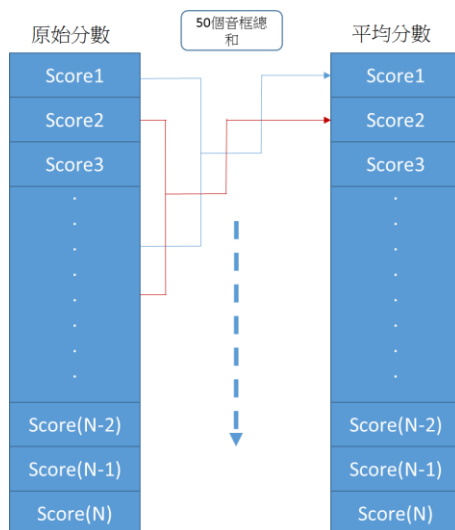 原始分數
50個音框總
和
平均分數
Score1
Score2
Score3
Score(N-2)
Score(N-1)
Score(N)
Score1
Score2
Score3
Score(N-2)
Score(N-1)
Score(N)